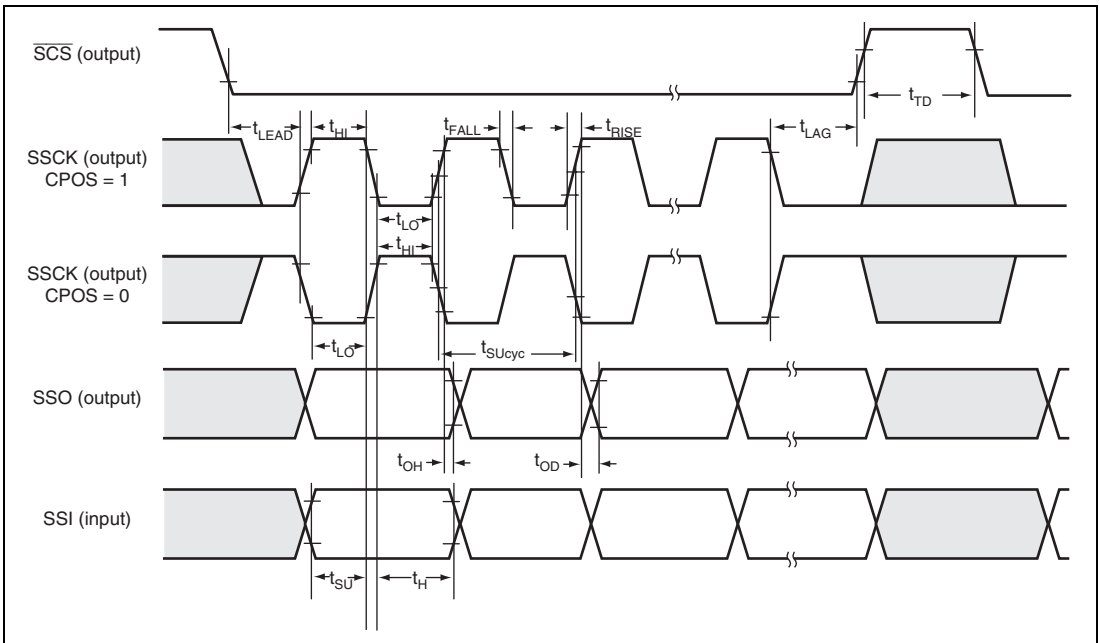 SCS (output)
tTD
tLEAD
tHI
tFALL
tRISE
tLAG
SSCK (output)
CPOS = 1
tLO
tHI
SSCK (output)
CPOS = 0
tLO
tSUcyc
SSO (output)
tOH
tOD
SSI (input)
tSU
tH